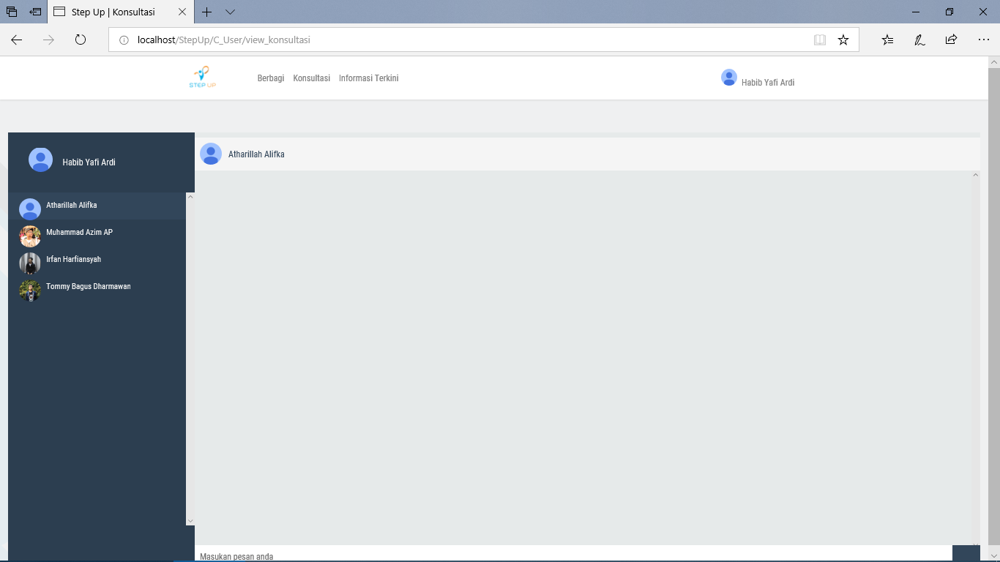 Step Up | Konsultasi
localhost/StepUp/C_User/view_konsultasi
STEP UP
Berbagi Konsultasi Informasi Terkini
Habib Yafi Ardi
Habib Yafi Ardi
Atharillah Alifka
Atharillah Alifka
Muhammad Azim AP
Irfan Harfiansyah
Tommy Bagus Dharmawan
Masukan pesan anda